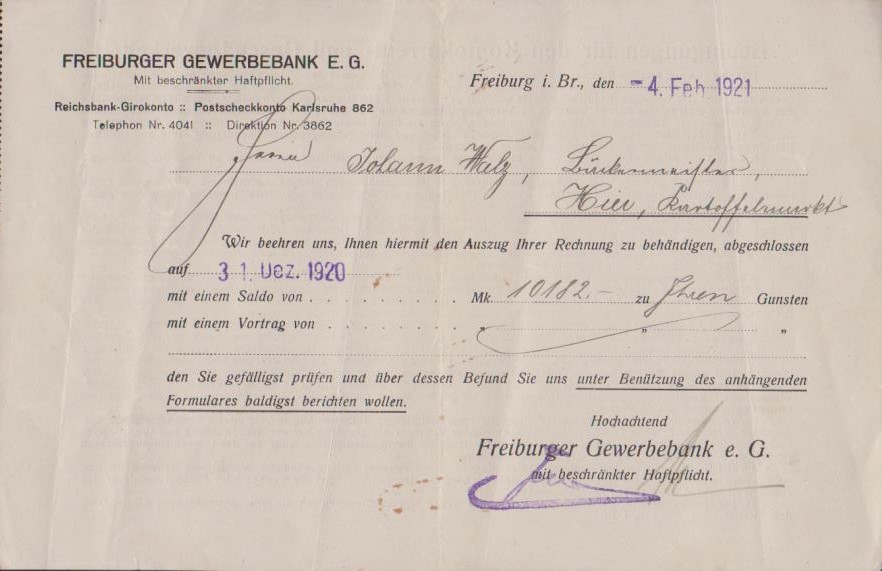 FREIBURGER GEWERBEBANK E. G.
Mit beschränkter Haftpflicht.
Reichsbank-Girokonto :: Postscheckkonto Karlsruhe 862
Telephon Nr. 4041 :: Direktion Nr. 3862
Freiburg i. Br., den - 4. Feb 1921
Herrn Johann Walz, Bäckermeister,
Hier, Kartoffelmarkt
Wir beehren uns, Ihnen hiermit den Auszug Ihrer Rechnung zu behändigen, abgeschlossen
auf 31. Dez. 1920
mit einem Saldo von . . . . . . . . . Mk. 10182.- zu Ihren Gunsten
mit einem Vortrag von . . . . . . . . „ „ „
den Sie gefälligst prüfen und über dessen Befund Sie uns unter Benützung des anhängenden
Formulares baldigst berichten wollen.
Hochachtend
Freiburger Gewerbebank e. G.
mit beschränkter Haftpflicht.